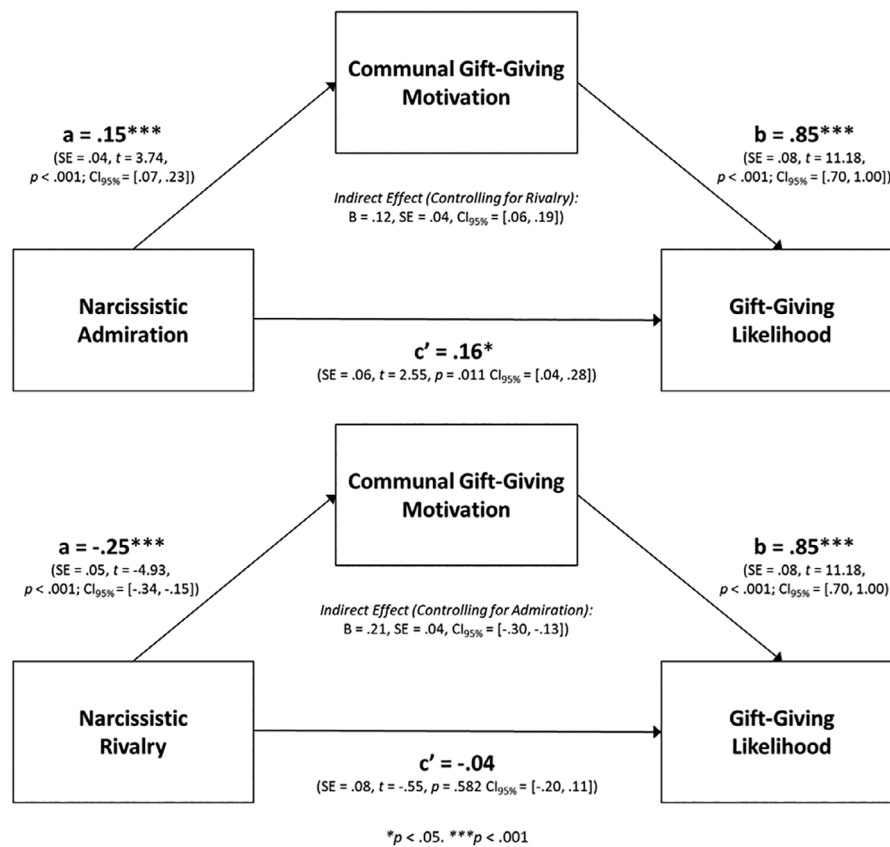 Communal Gift-Giving
Motivation
a = .15***
(SE = .04, t = 3.74,
p < .001; CI95% = [.07, .23])
b = .85***
(SE = .08, t = 11.18,
p < .001; CI95% = [.70, 1.00])
Indirect Effect (Controlling for Rivalry):
B = .12, SE = .04, CI95% = [.06, .19])
Narcissistic
Admiration
Gift-Giving
Likelihood
c’ = .16*
(SE = .06, t = 2.55, p = .011 CI95% = [.04, .28])
Communal Gift-Giving
Motivation
a = -.25***
(SE = .05, t = -4.93,
p < .001; CI95% = [-.34, -.15])
b = .85***
(SE = .08, t = 11.18,
p < .001; CI95% = [.70, 1.00)
Indirect Effect (Controlling for Admiration):
B = .21, SE = .04, CI95% = [-.30, -.13])
Narcissistic
Rivalry
Gift-Giving
Likelihood
c’ = -.04
(SE = .08, t = -.55, p = .582 CI95% = [-.20, .11])
*p < .05. ***p < .001